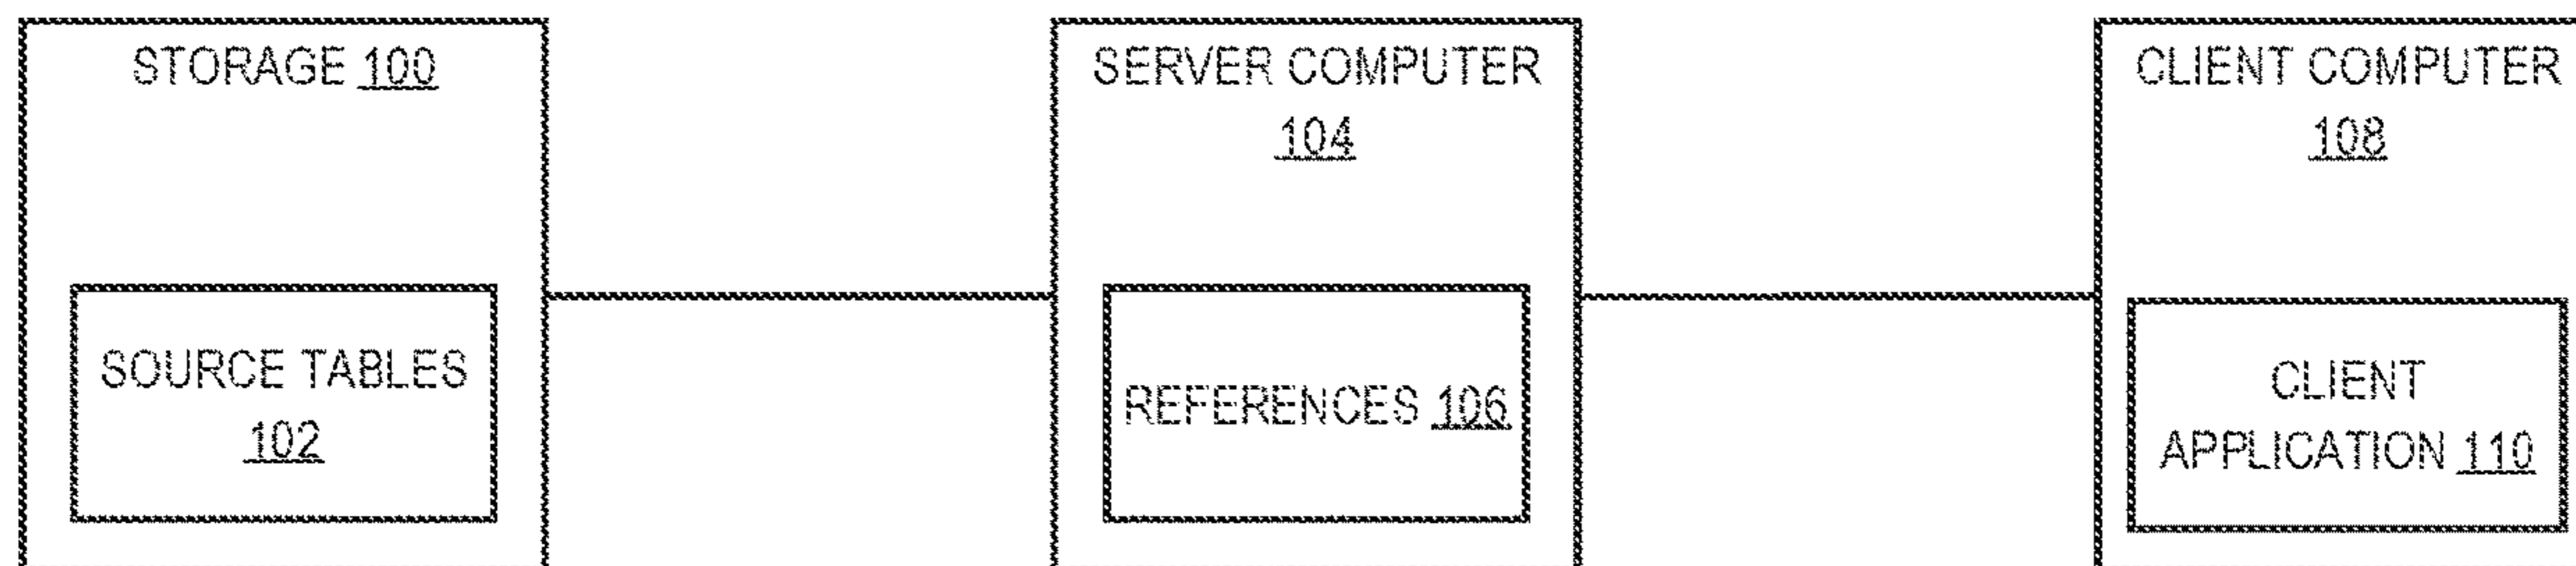 STORAGE 100
SOURCE TABLES
102
SERVER COMPUTER
104
REFERENCES 106
CLIENT COMPUTER
108
CLIENT
APPLICATION 110